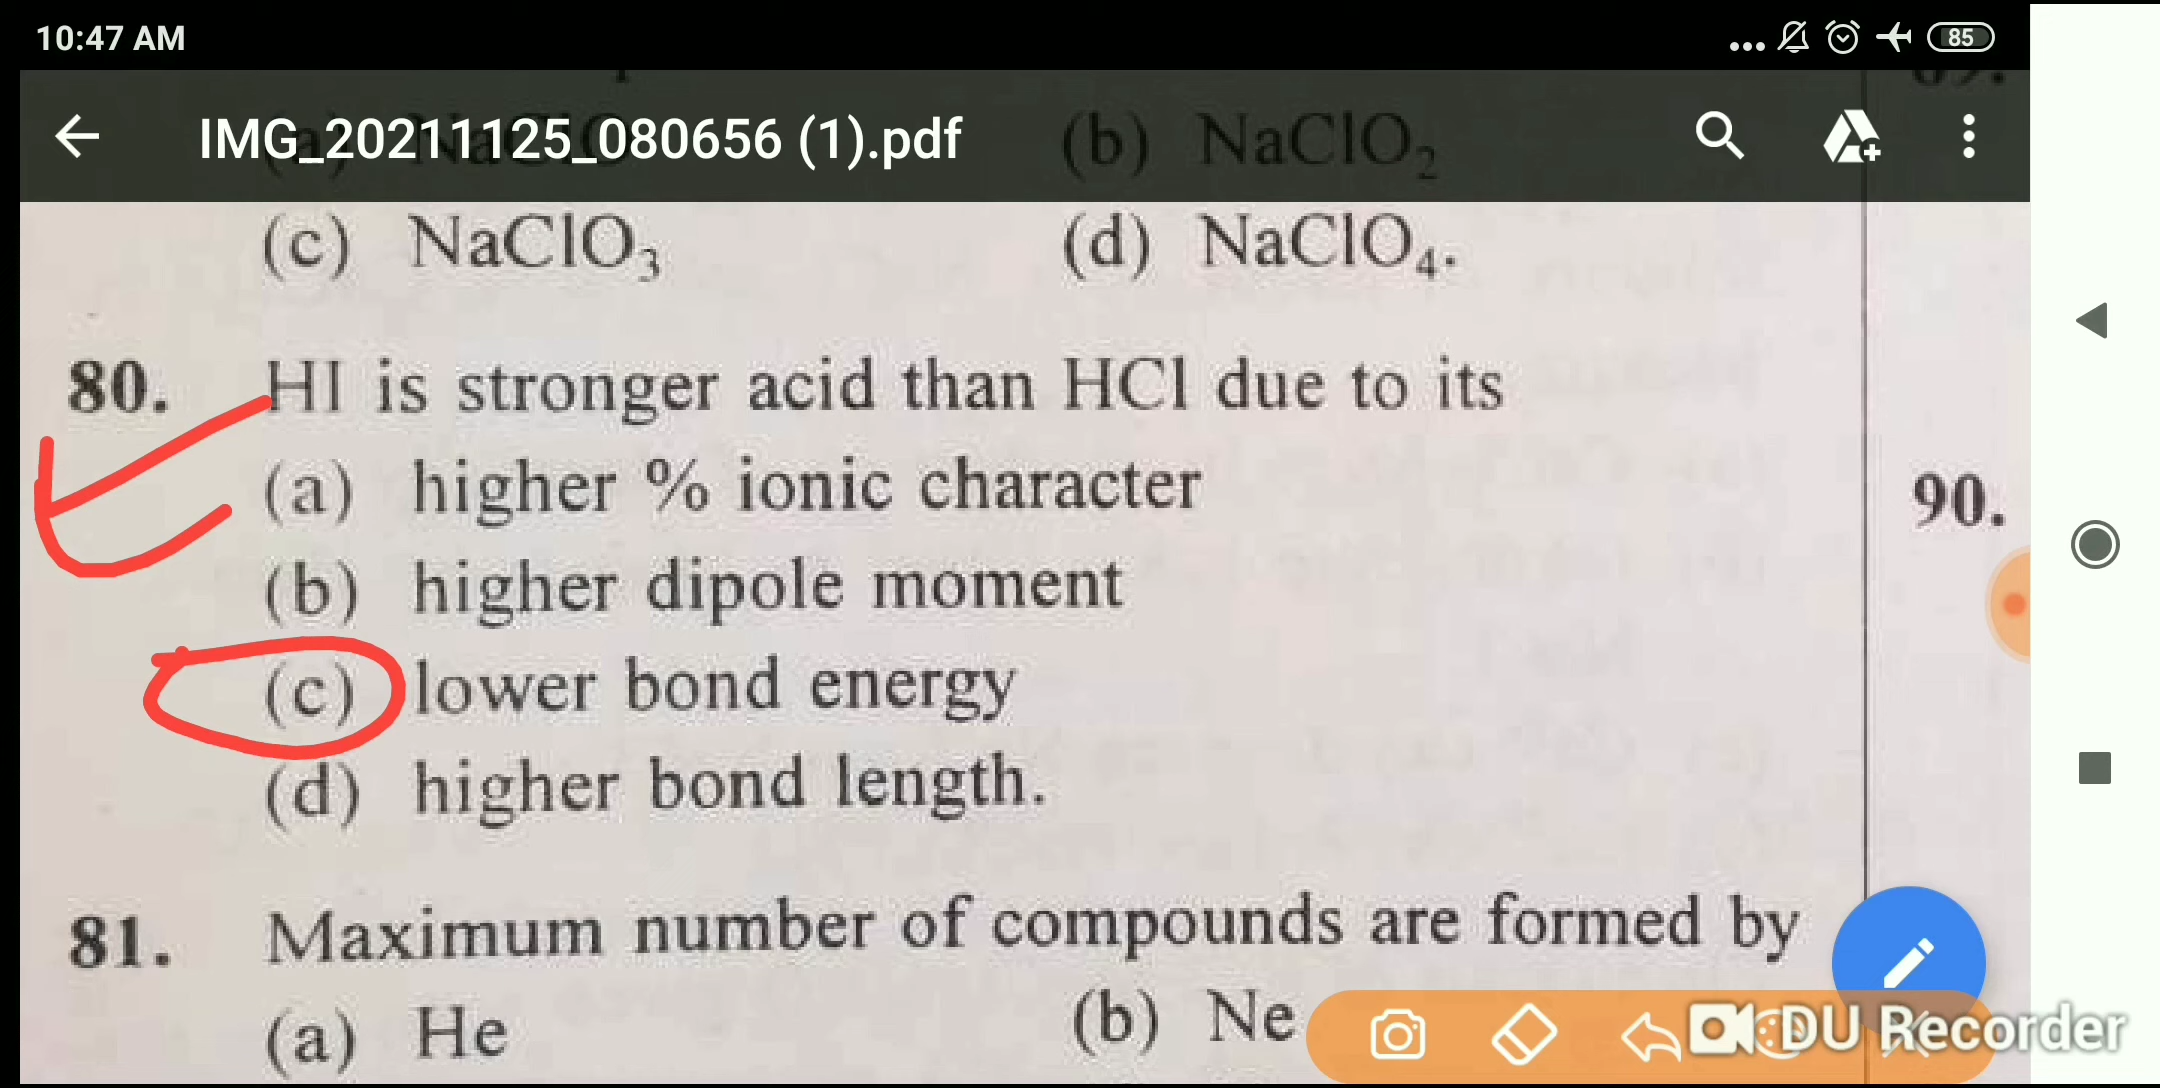 10:47 AM
85
IMG_20211125_080656 (1).pdf
(b) NaClO₂
(c) NaClO₃ (d) NaClO₄.
80. HI is stronger acid than HCl due to its
(a) higher % ionic character
90.
(b) higher dipole moment
(c) lower bond energy
(d) higher bond length.
81. Maximum number of compounds are formed by
(a) He (b) Ne
DU Recorder